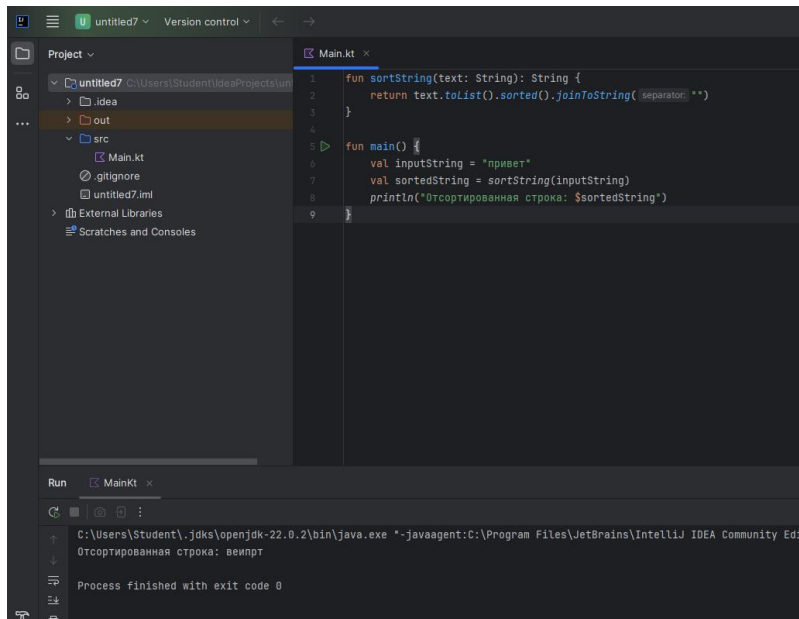 untitled7 Version control
Project
Main.kt
untitled7 C:\Users\Student\IdeaProjects\un
.idea
out
src
Main.kt
.gitignore
untitled7.iml
External Libraries
Scratches and Consoles
1 fun sortString(text: String): String {
2 return text.toList().sorted().joinToString( separator: "")
3 }
4
5 fun main() {
6 val inputString = "привет"
7 val sortedString = sortString(inputString)
8 println("Отсортированная строка: $sortedString")
9 }
Run MainKt
C:\Users\Student\.jdks\openjdk-22.0.2\bin\java.exe "-javaagent:C:\Program Files\JetBrains\IntelliJ IDEA Community Edi
Отсортированная строка: веипрт
Process finished with exit code 0